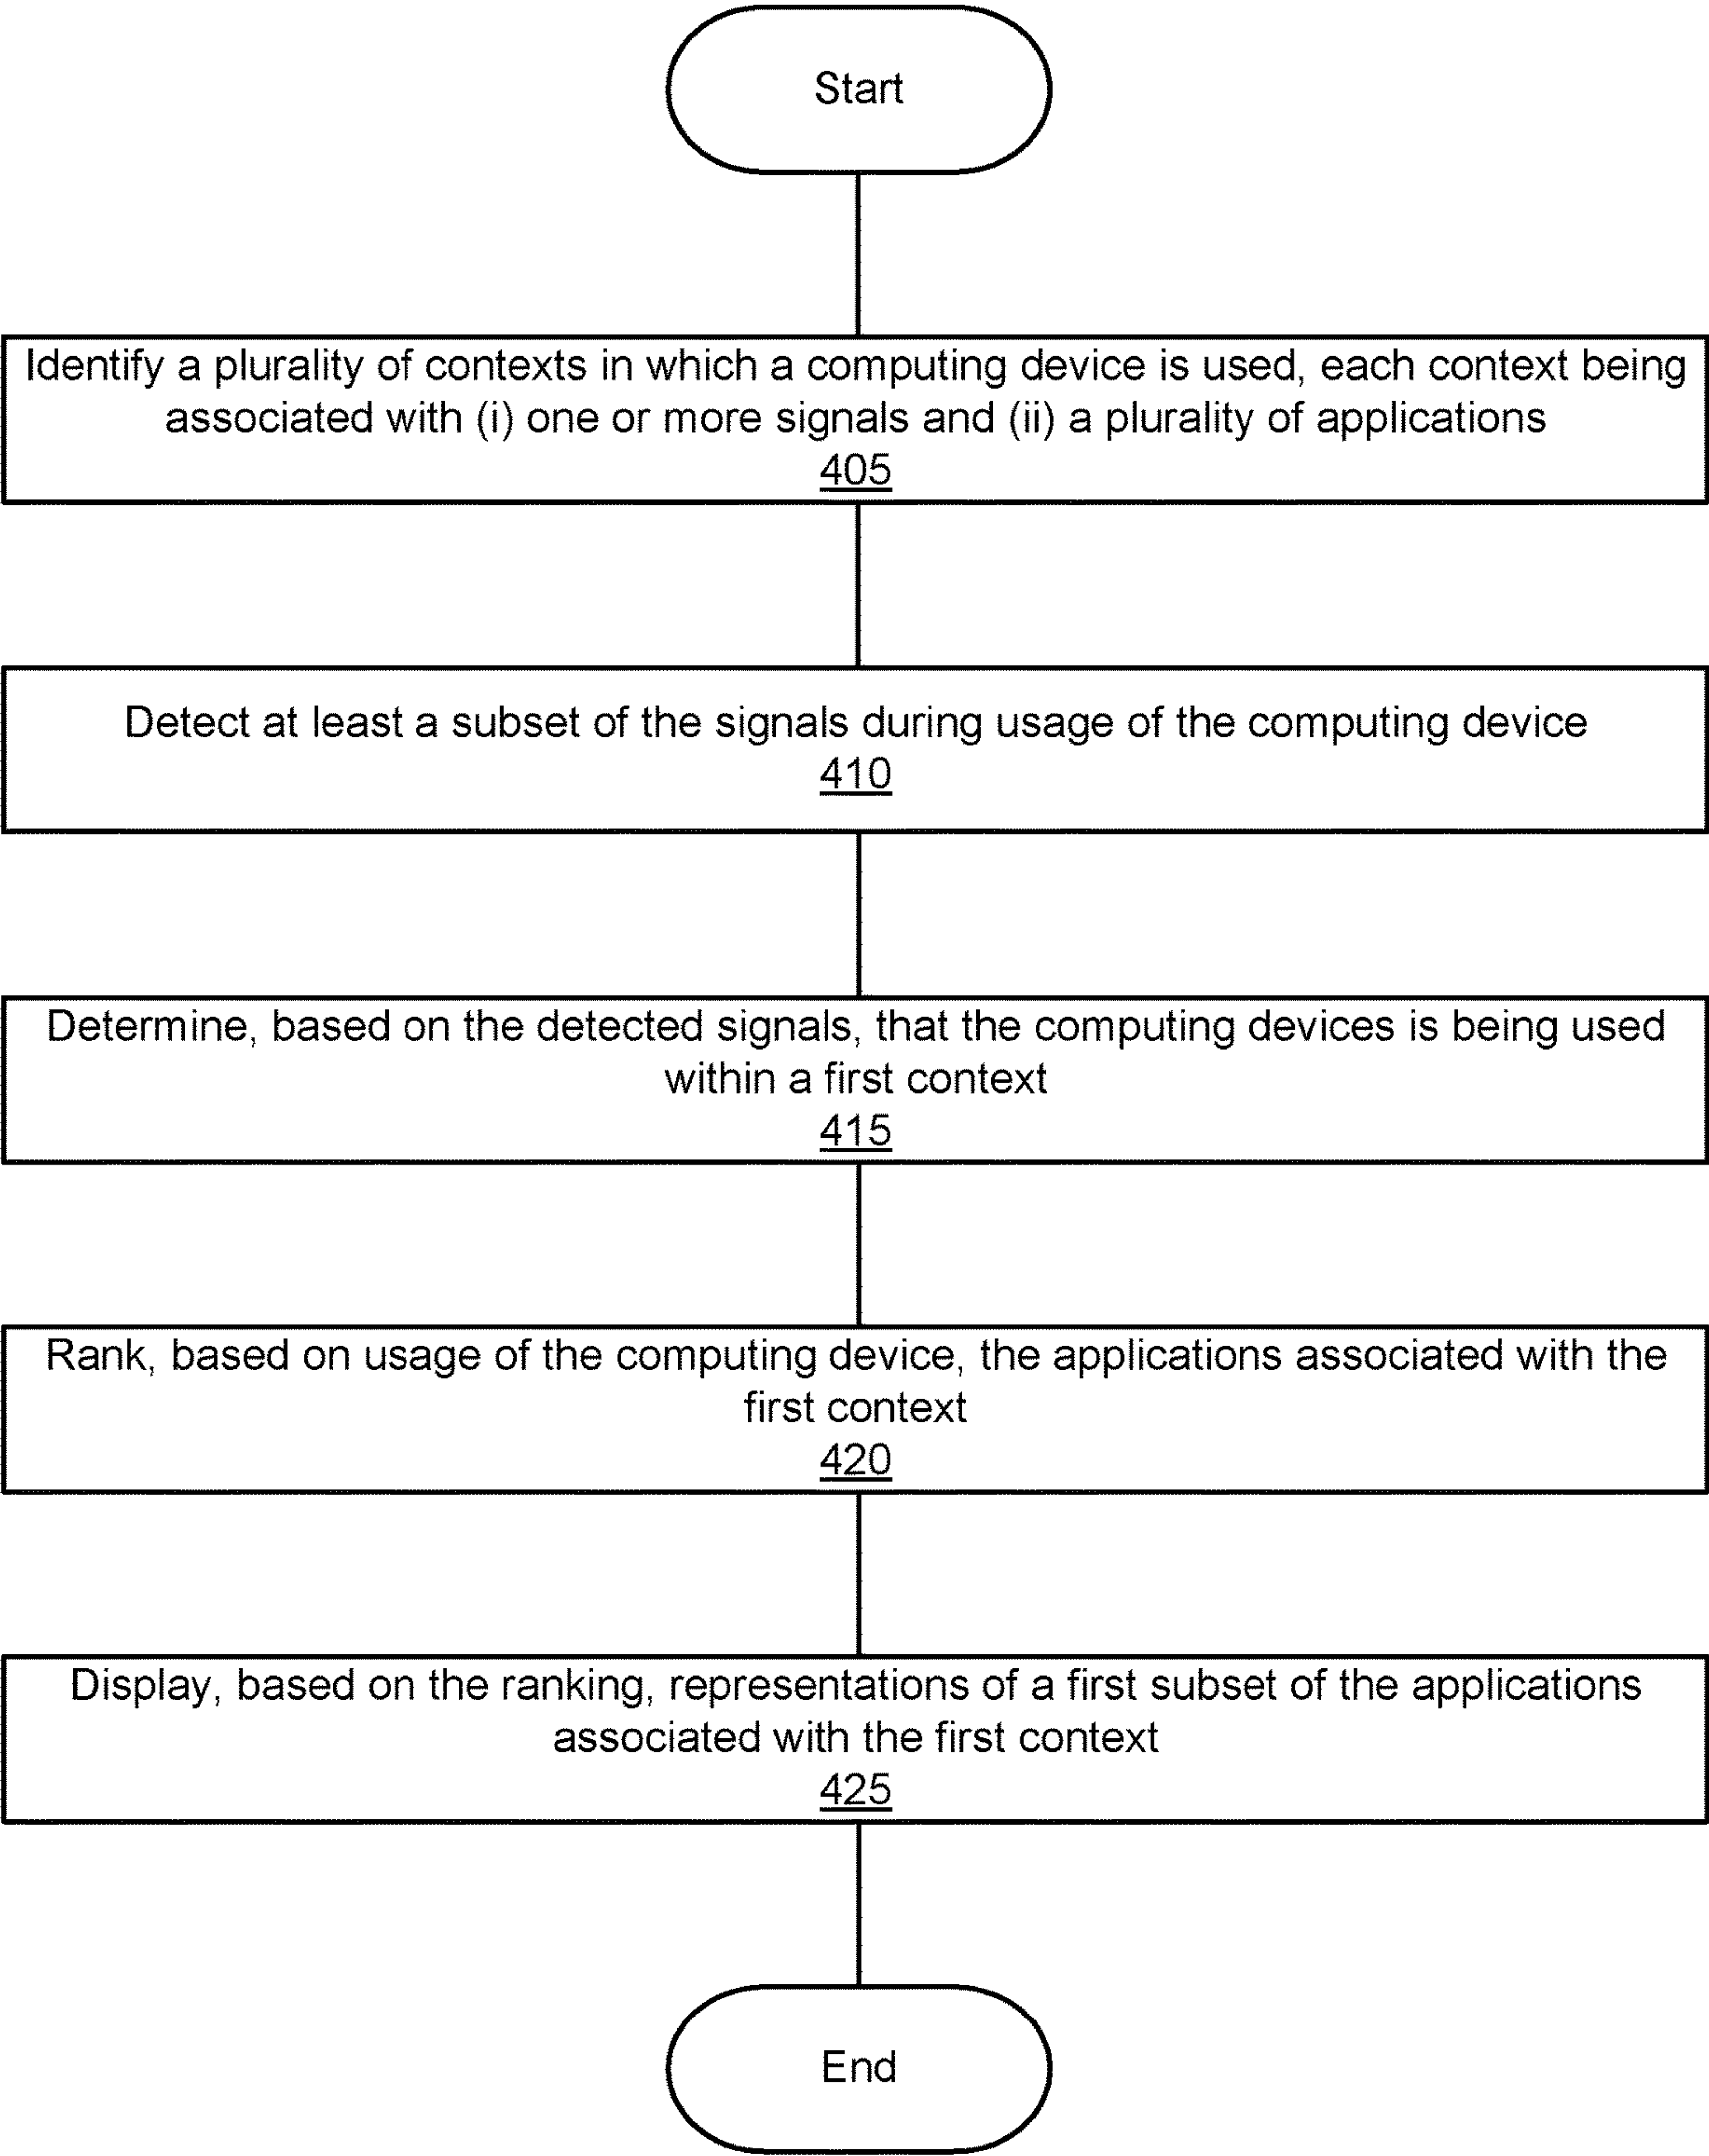 Start
Identify a plurality of contexts in which a computing device is used, each context being
associated with (i) one or more signals and (ii) a plurality of applications
405
Detect at least a subset of the signals during usage of the computing device
410
Determine, based on the detected signals, that the computing devices is being used
within a first context
415
Rank, based on usage of the computing device, the applications associated with the
first context
420
Display, based on the ranking, representations of a first subset of the applications
associated with the first context
425
End